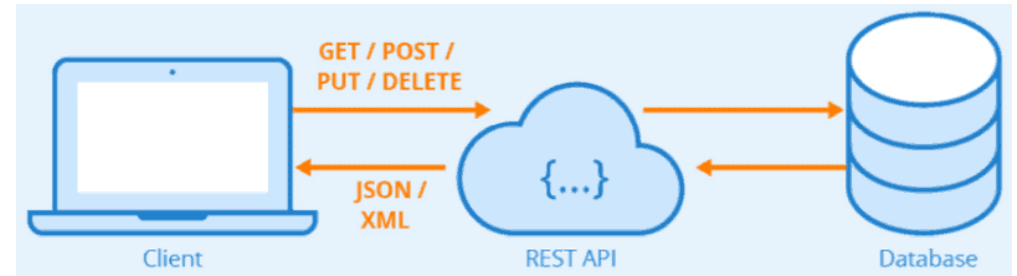 GET / POST /
PUT / DELETE
{...}
JSON /
XML
Client
REST API
Database